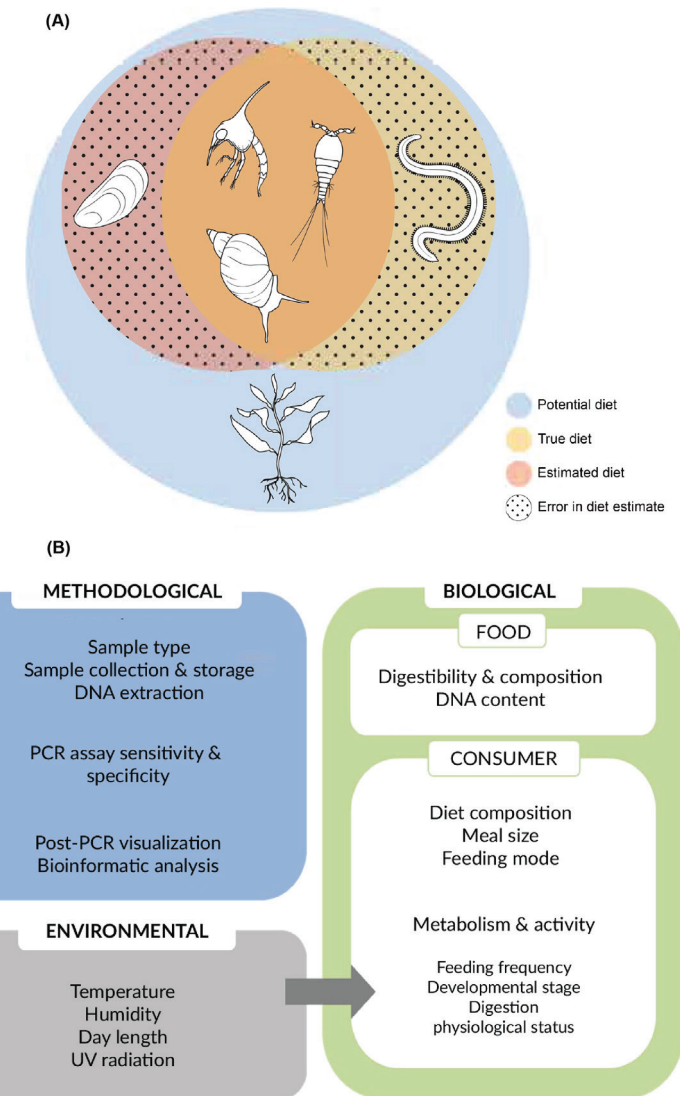 (A)
Potential diet
True diet
Estimated diet
Error in diet estimate
(B)
METHODOLOGICAL
Sample type
Sample collection & storage
DNA extraction
PCR assay sensitivity &
specificity
Post-PCR visualization
Bioinformatic analysis
ENVIRONMENTAL
Temperature
Humidity
Day length
UV radiation
BIOLOGICAL
FOOD
Digestibility & composition
DNA content
CONSUMER
Diet composition
Meal size
Feeding mode
Metabolism & activity
Feeding frequency
Developmental stage
Digestion
physiological status